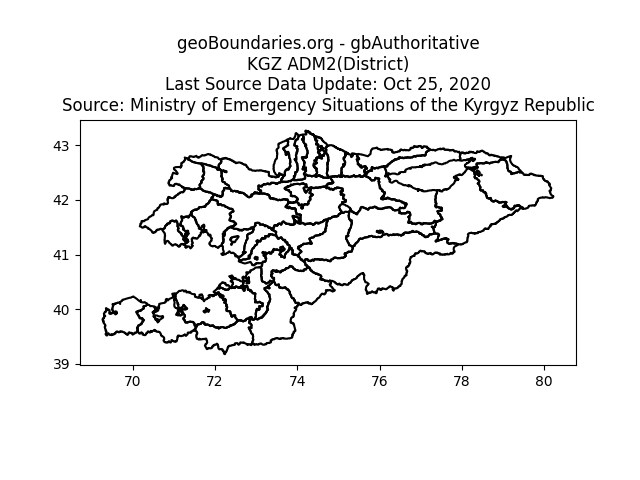 geoBoundaries.org - gbAuthoritative
KGZ ADM2(District)
Last Source Data Update: Oct 25, 2020
Source: Ministry of Emergency Situations of the Kyrgyz Republic
43
42
41
40
39
70 72 74 76 78 80